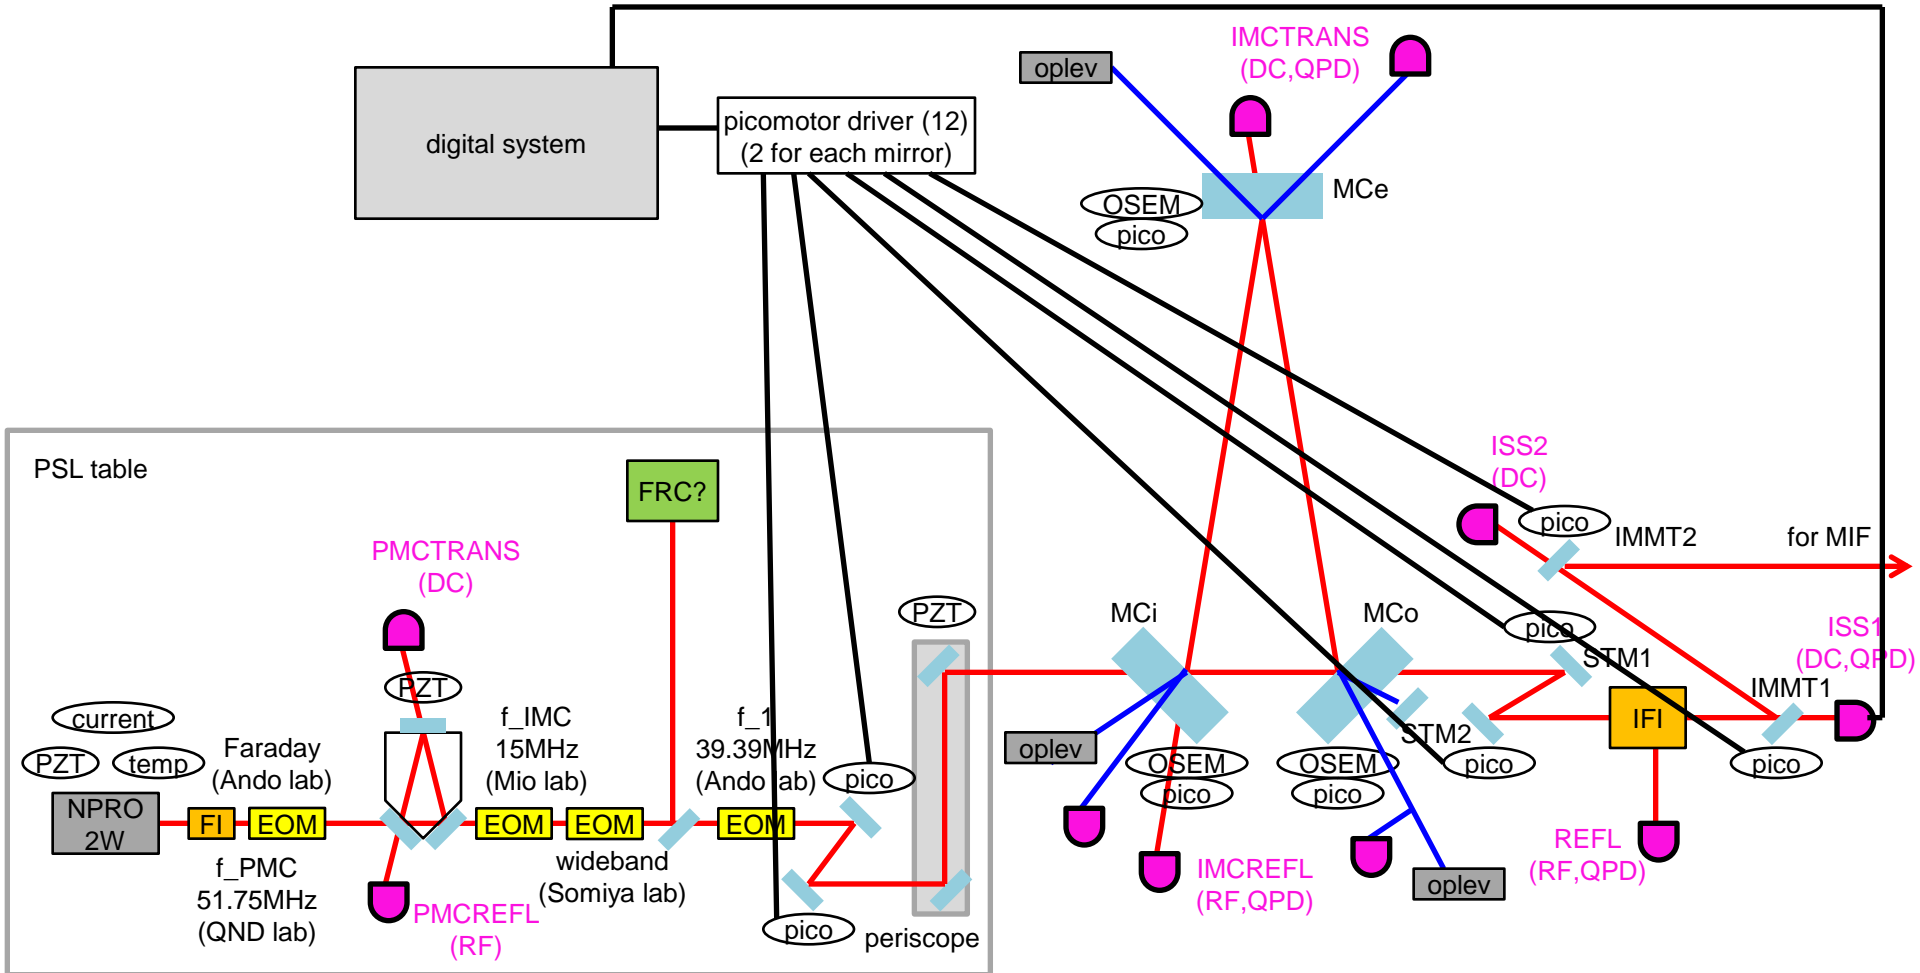 IMCTRANS
(DC,QPD)
oplev
digital system
picomotor driver (12)
(2 for each mirror)
MCe
OSEM
pico
PSL table
FRC?
ISS2
(DC)
pico
IMMT2
for MIF
PMCTRANS
(DC)
PZT
MCi
MCo
pico
ISS1
(DC,QPD)
STM1
PZT
IMMT1
current
f_IMC
15MHz
(Mio lab)
f_1
39.39MHz
(Ando lab)
IFI
STM2
PZT
temp
Faraday
(Ando lab)
pico
oplev
OSEM
pico
OSEM
pico
pico
pico
NPRO
2W
FI
EOM
EOM
EOM
EOM
f_PMC
51.75MHz
(QND lab)
wideband
(Somiya lab)
PMCREFL
(RF)
pico
periscope
IMCREFL
(RF,QPD)
oplev
REFL
(RF,QPD)